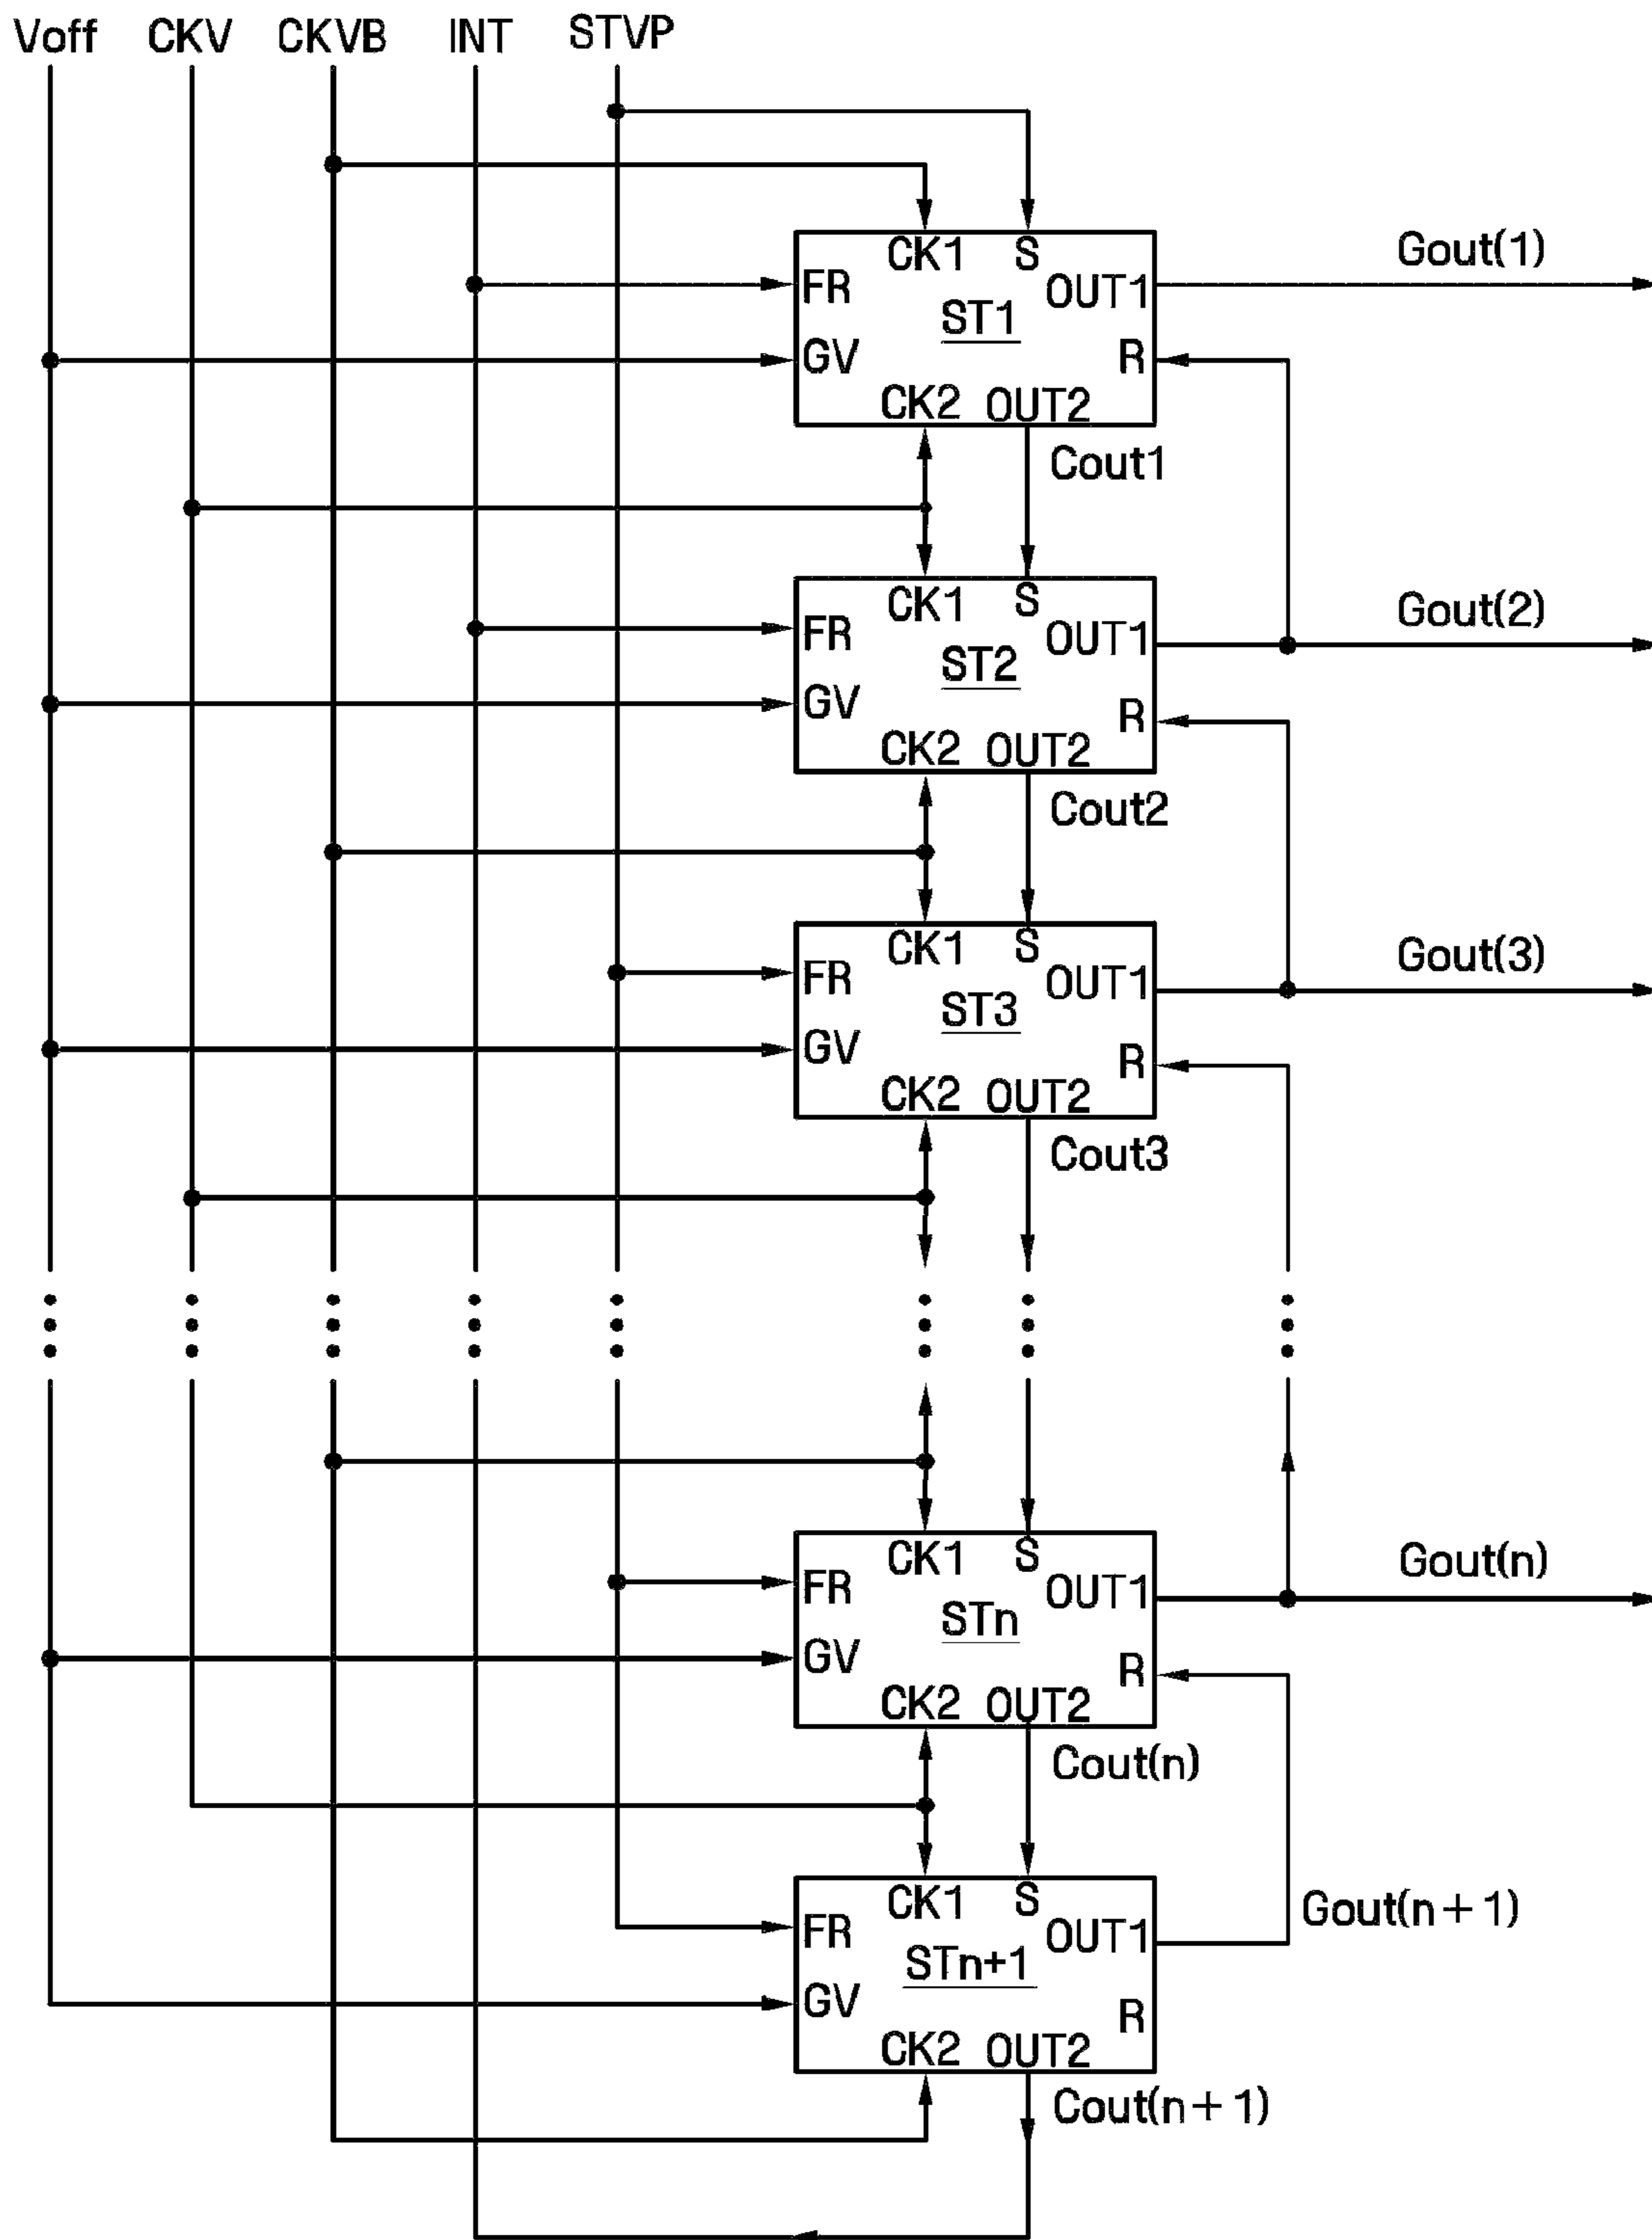 Voff CKV CKVB INT STVP
CK1 S
FR OUT1 Gout(1)
ST1
GV R
CK2 OUT2
Cout1
CK1 S
FR OUT1 Gout(2)
ST2
GV R
CK2 OUT2
Cout2
CK1 S
FR OUT1 Gout(3)
ST3
GV R
CK2 OUT2
Cout3
CK1 S
FR OUT1 Gout(n)
STn
GV R
CK2 OUT2
Cout(n)
CK1 S
FR OUT1 Gout(n+1)
STn+1
GV R
CK2 OUT2
Cout(n+1)